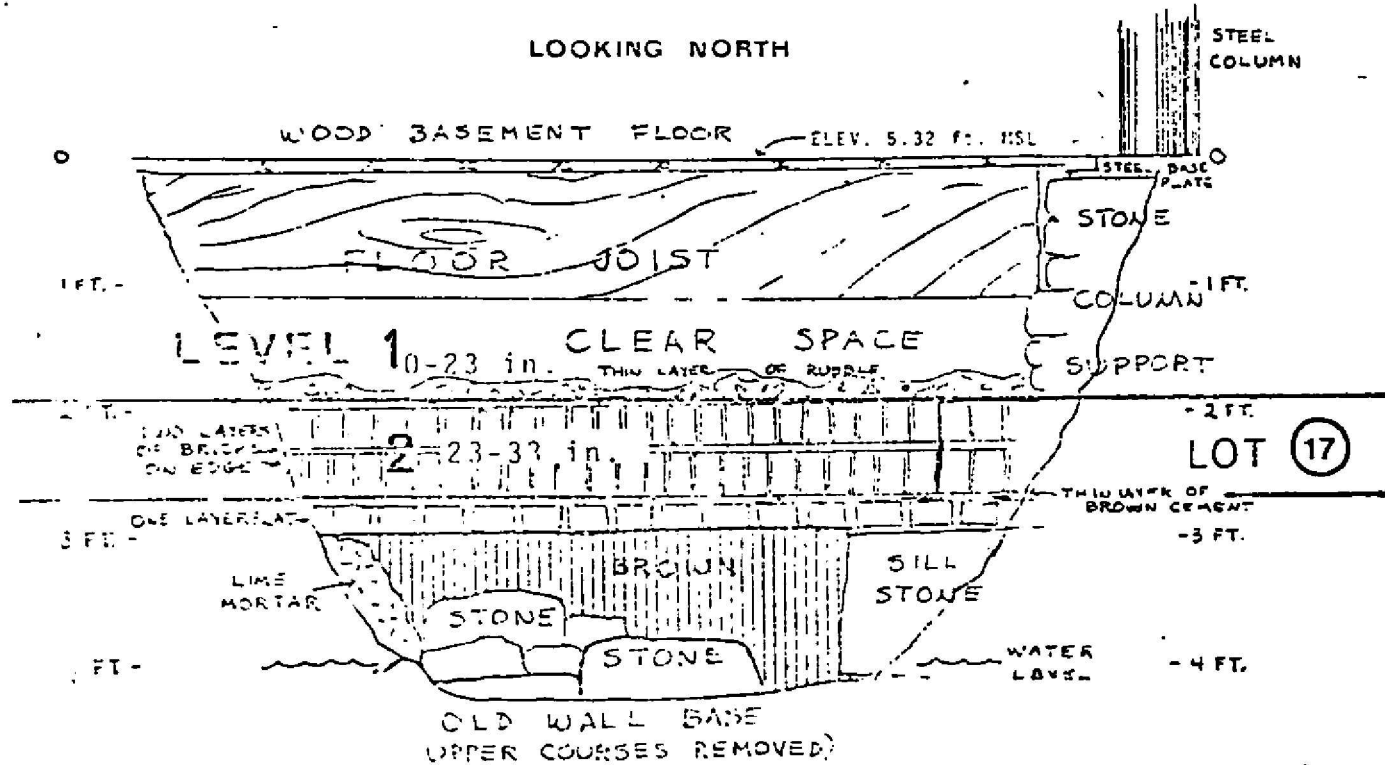 LOOKING NORTH
STEEL
COLUMN
WOOD BASEMENT FLOOR
ELEV. 5.32 FT. MSL
0
0
STEEL BASE
PLATE
STONE
FLOOR JOIST
1 FT. -
-1 FT.
COLUMN
LEVEL 1 0-23 in.
CLEAR SPACE
THIN LAYER OF RUBBLE
SUPPORT
2 FT. -
-2 FT.
TWO LAYERS
OF BRICKS
ON EDGE
2 23-33 in.
LOT 17
THIN LAYER OF
BROWN CEMENT
ONE LAYER FLAT
3 FT. -
-3 FT.
BROWN
SILL
STONE
LIME
MORTAR
STONE
STONE
WATER
LEVEL
FT -
-4 FT.
OLD WALL BASE
UPPER COURSES REMOVED)